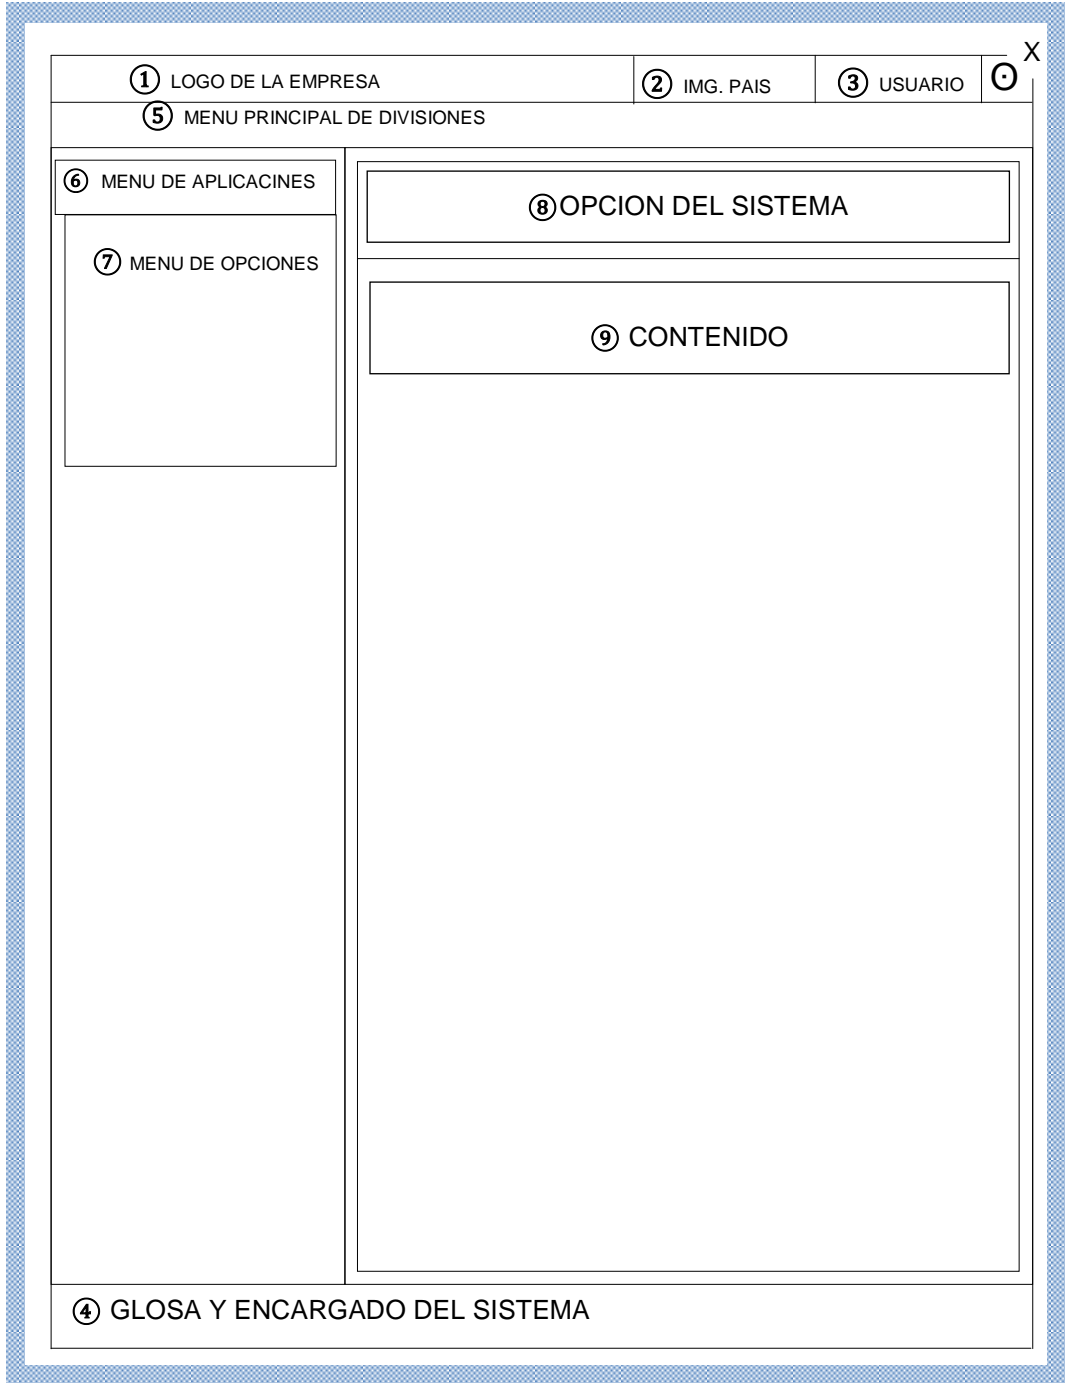 X
① LOGO DE LA EMPRESA ② IMG. PAIS ③ USUARIO ʘ
⑤ MENU PRINCIPAL DE DIVISIONES
⑥ MENU DE APLICACINES
⑧OPCION DEL SISTEMA
⑦ MENU DE OPCIONES
⑨ CONTENIDO
④ GLOSA Y ENCARGADO DEL SISTEMA